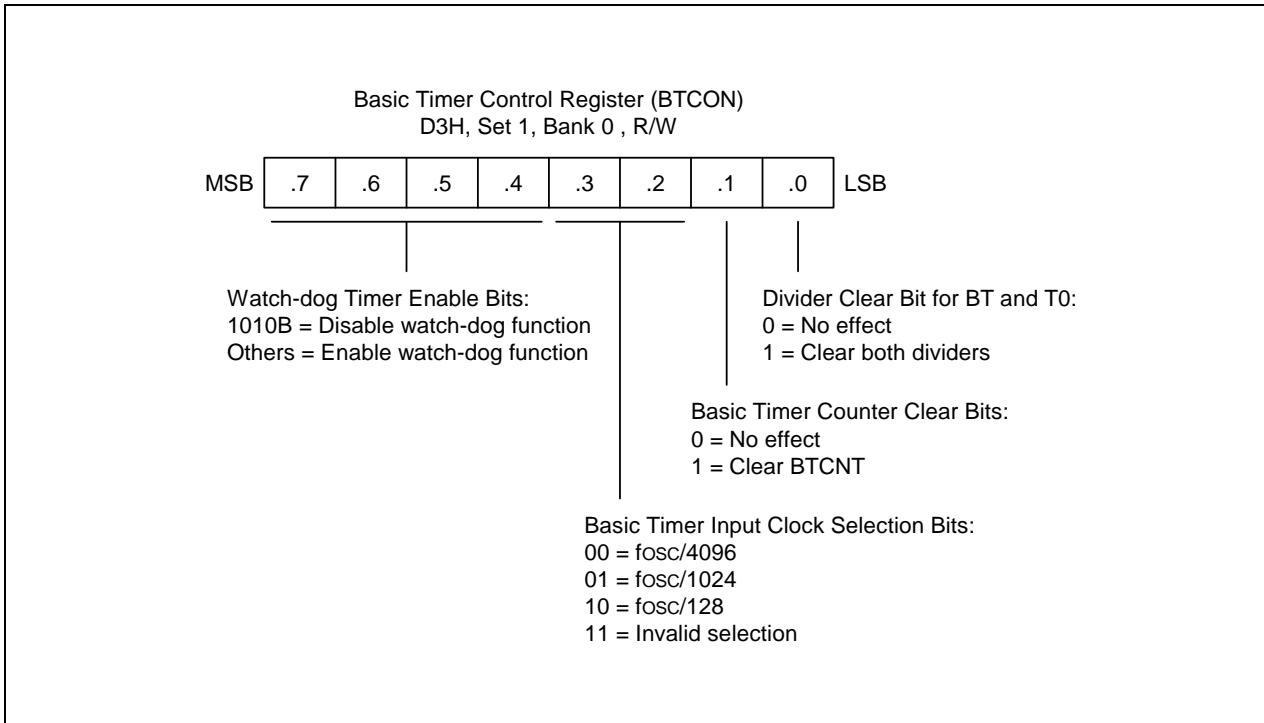 Basic Timer Control Register (BTCON)
D3H, Set 1, Bank 0 , R/W
MSB .7 .6 .5 .4 .3 .2 .1 .0 LSB
Watch-dog Timer Enable Bits:
1010B = Disable watch-dog function
Others = Enable watch-dog function
Divider Clear Bit for BT and T0:
0 = No effect
1 = Clear both dividers
Basic Timer Counter Clear Bits:
0 = No effect
1 = Clear BTCNT
Basic Timer Input Clock Selection Bits:
00 = fOSC/4096
01 = fOSC/1024
10 = fOSC/128
11 = Invalid selection